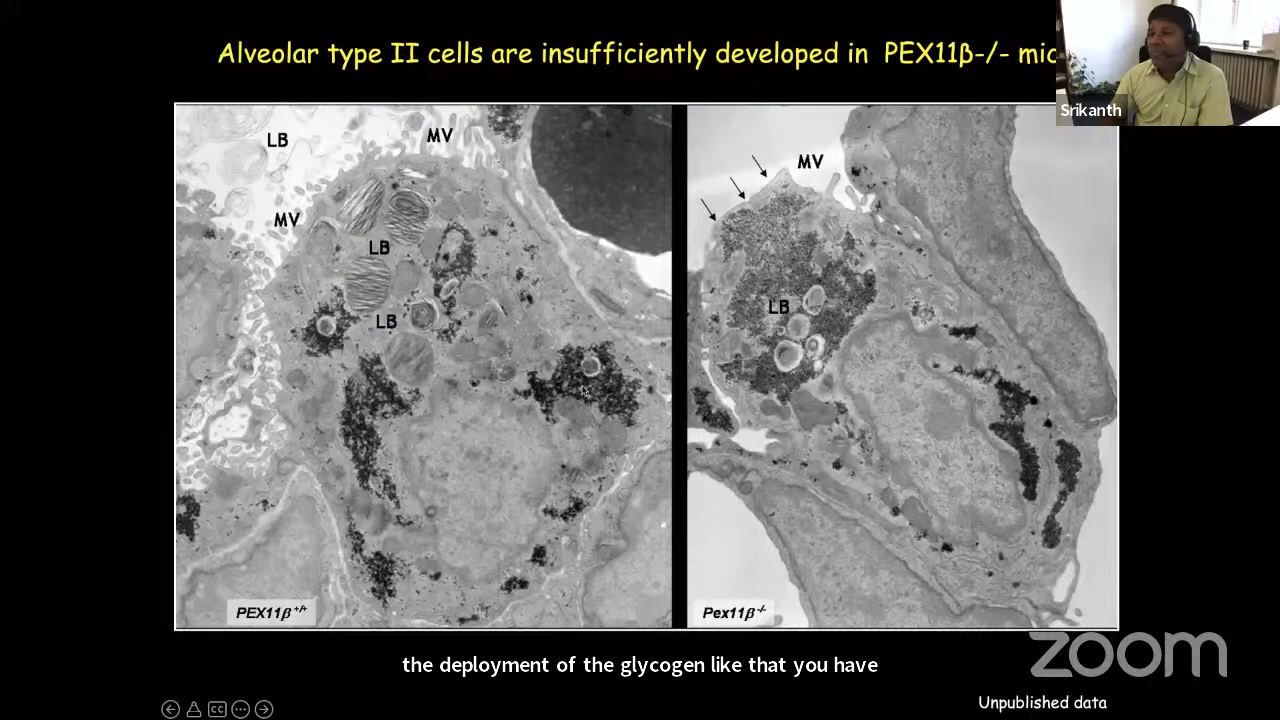 Alveolar type II cells are insufficiently developed in PEX11β-/- mic
Srikanth
LB
MV
MV
LB
LB
PEX11β +/+
MV
LB
Pex11β -/-
the deployment of the glycogen like that you have
zoom
Unpublished data
CC